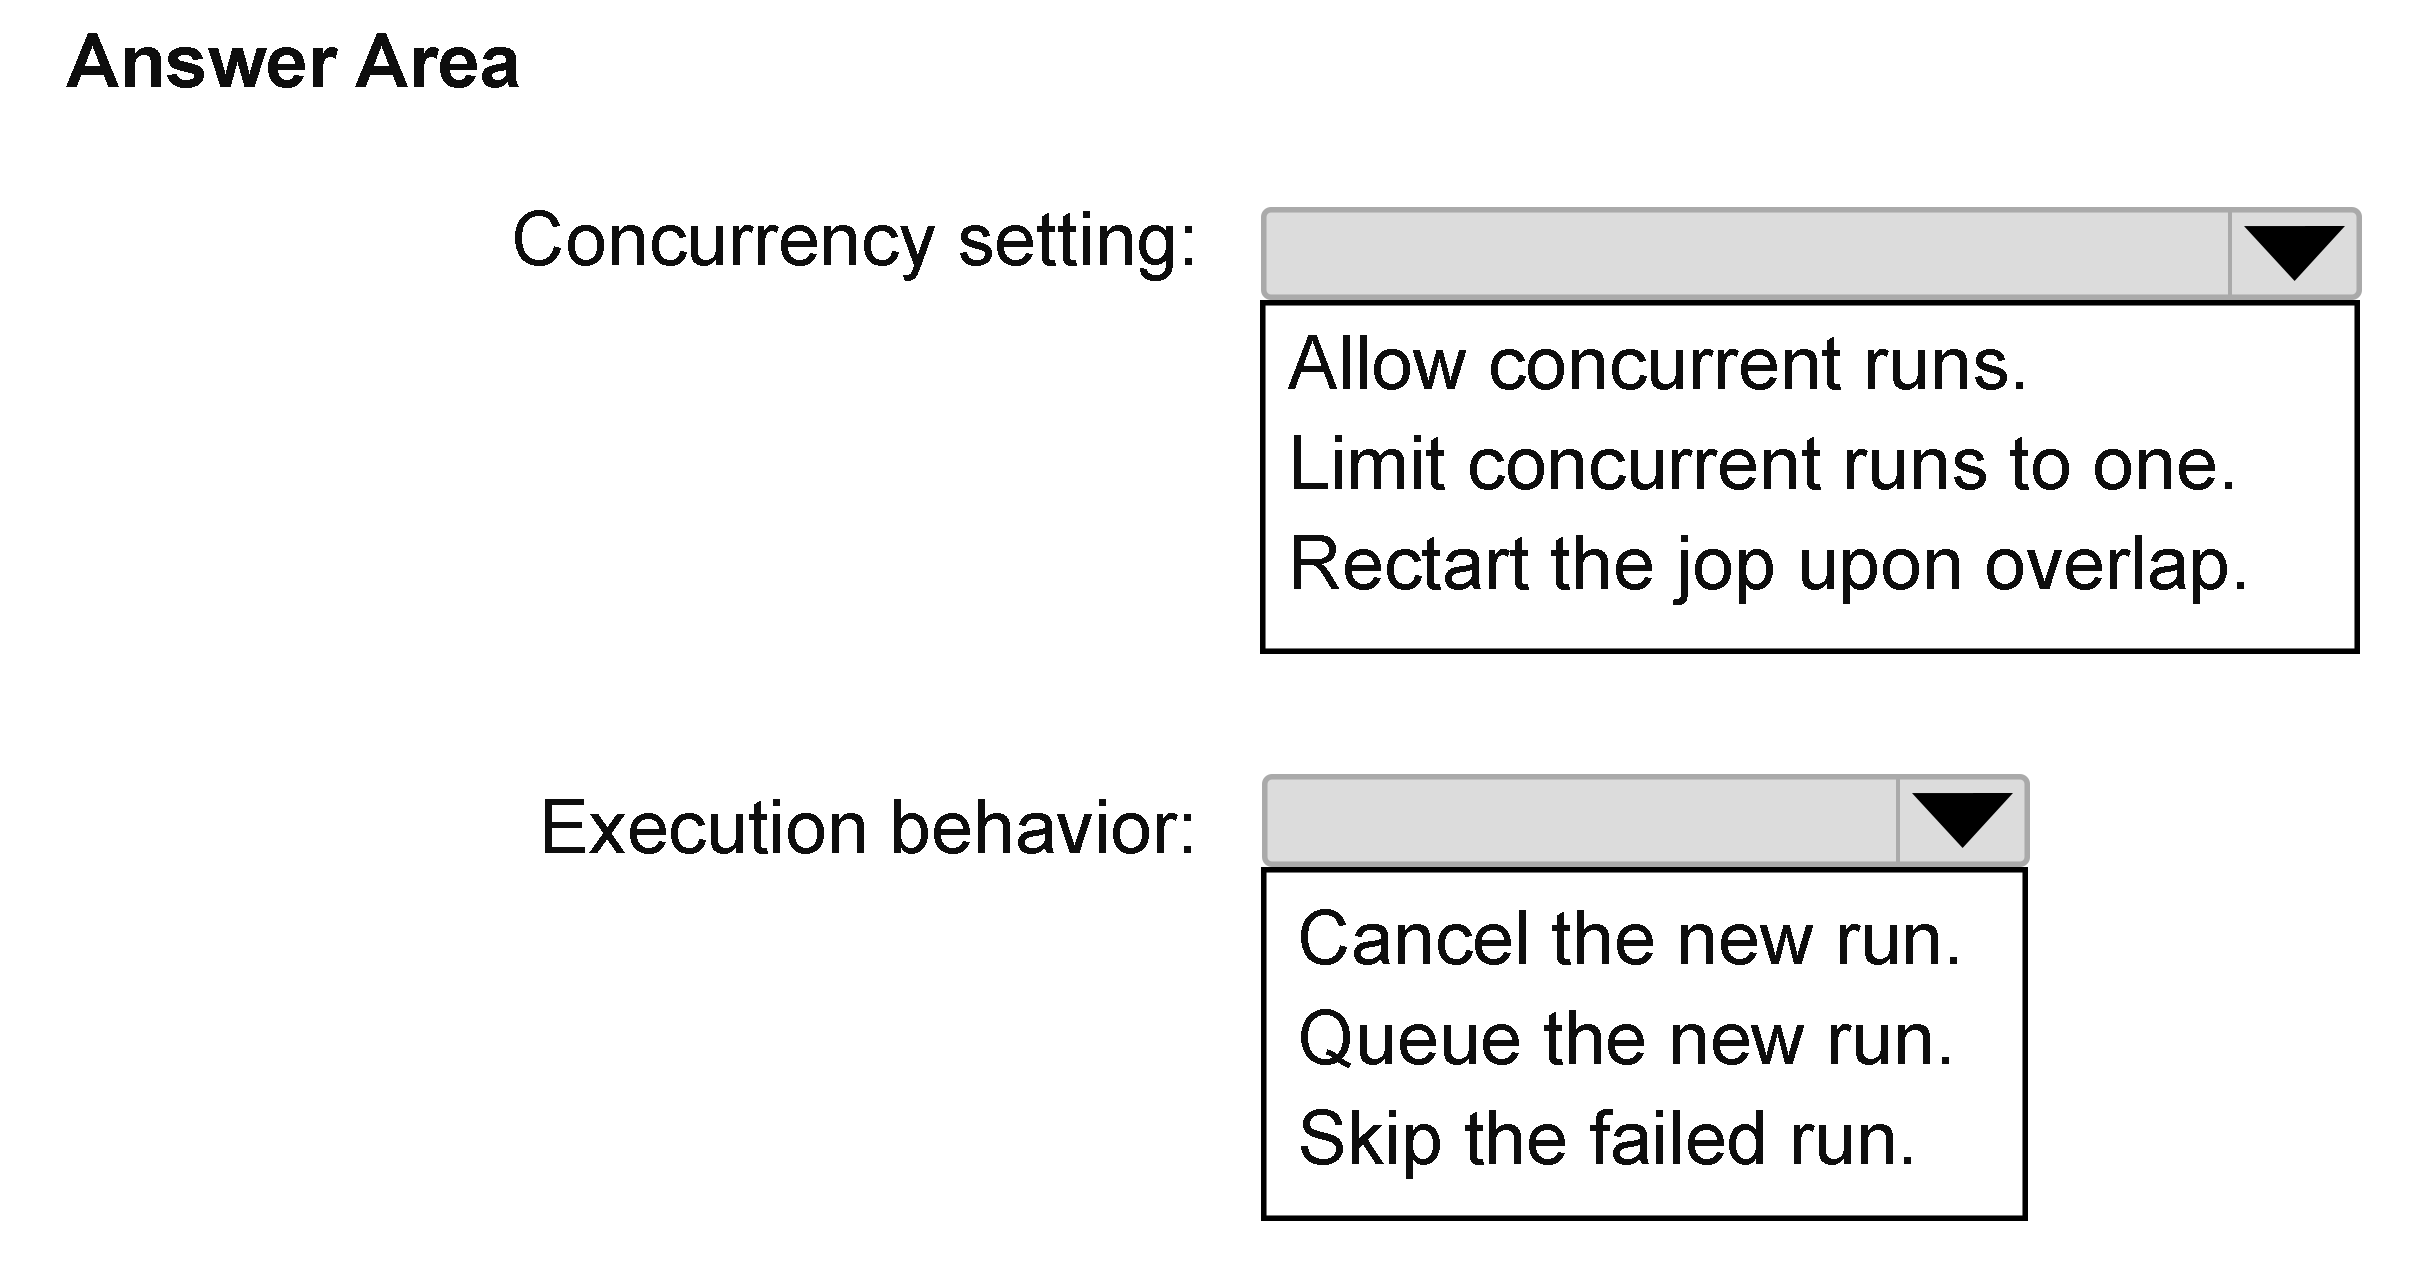 Answer Area
Concurrency setting:
Allow concurrent runs.
Limit concurrent runs to one.
Rectart the jop upon overlap.
Execution behavior:
Cancel the new run.
Queue the new run.
Skip the failed run.